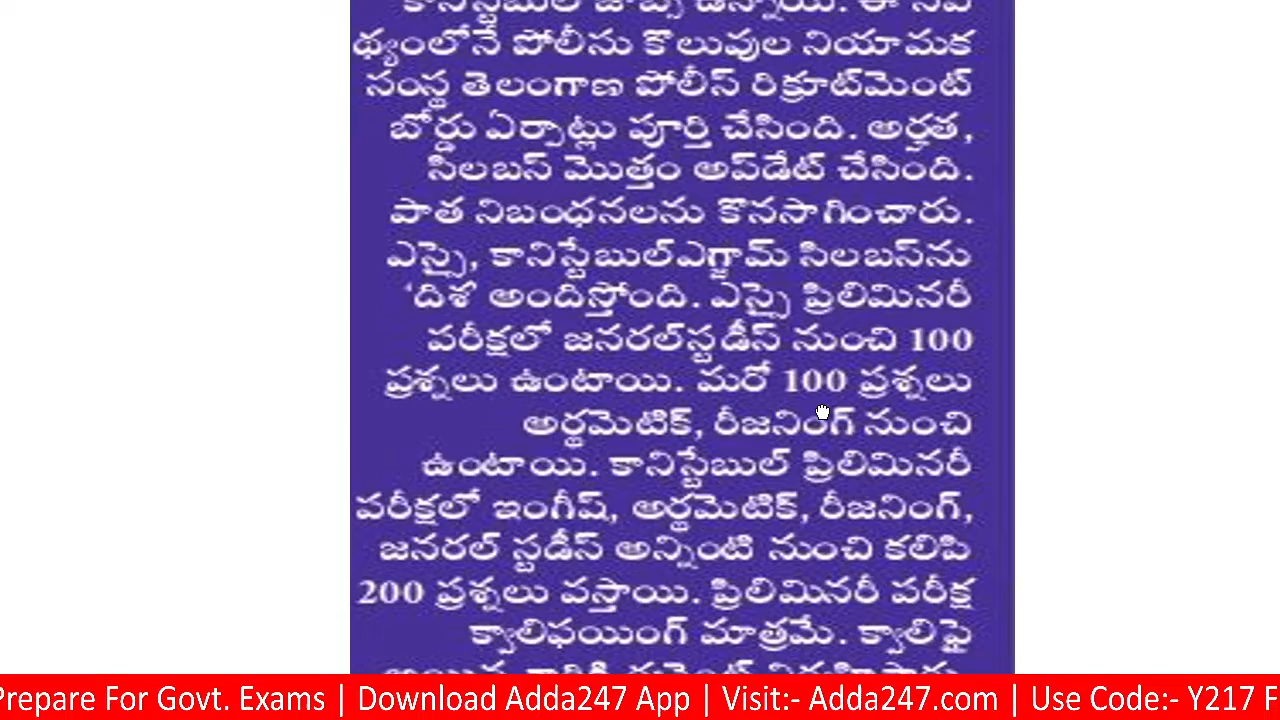 కానిస్టేబుల్ జాబ్స్ ఉన్నాయి. ఈ నేప
థ్యంలోనే పోలీసు కొలువుల నియామక
సంస్థ తెలంగాణ పోలీస్ రిక్రూట్‌మెంట్
బోర్డు ఏర్పాట్లు పూర్తి చేసింది. అర్హత,
సిలబస్ మొత్తం అప్‌డేట్ చేసింది.
పాత నిబంధనలను కొనసాగించారు.
ఎస్సై, కానిస్టేబుల్‌ఎగ్జామ్ సిలబస్‌ను
‘దిశ’ అందిస్తోంది. ఎస్సై ప్రిలిమినరీ
పరీక్షలో జనరల్‌స్టడీస్ నుంచి 100
ప్రశ్నలు ఉంటాయి. మరో 100 ప్రశ్నలు
అర్థమెటిక్, రీజనింగ్ నుంచి
ఉంటాయి. కానిస్టేబుల్ ప్రిలిమినరీ
పరీక్షలో ఇంగీష్, అర్థమెటిక్, రీజనింగ్,
జనరల్ స్టడీస్ అన్నింటి నుంచి కలిపి
200 ప్రశ్నలు వస్తాయి. ప్రిలిమినరీ పరీక్ష
క్వాలిఫయింగ్ మాత్రమే. క్వాలిఫై
Prepare For Govt. Exams | Download Adda247 App | Visit:- Adda247.com | Use Code:- Y217 F